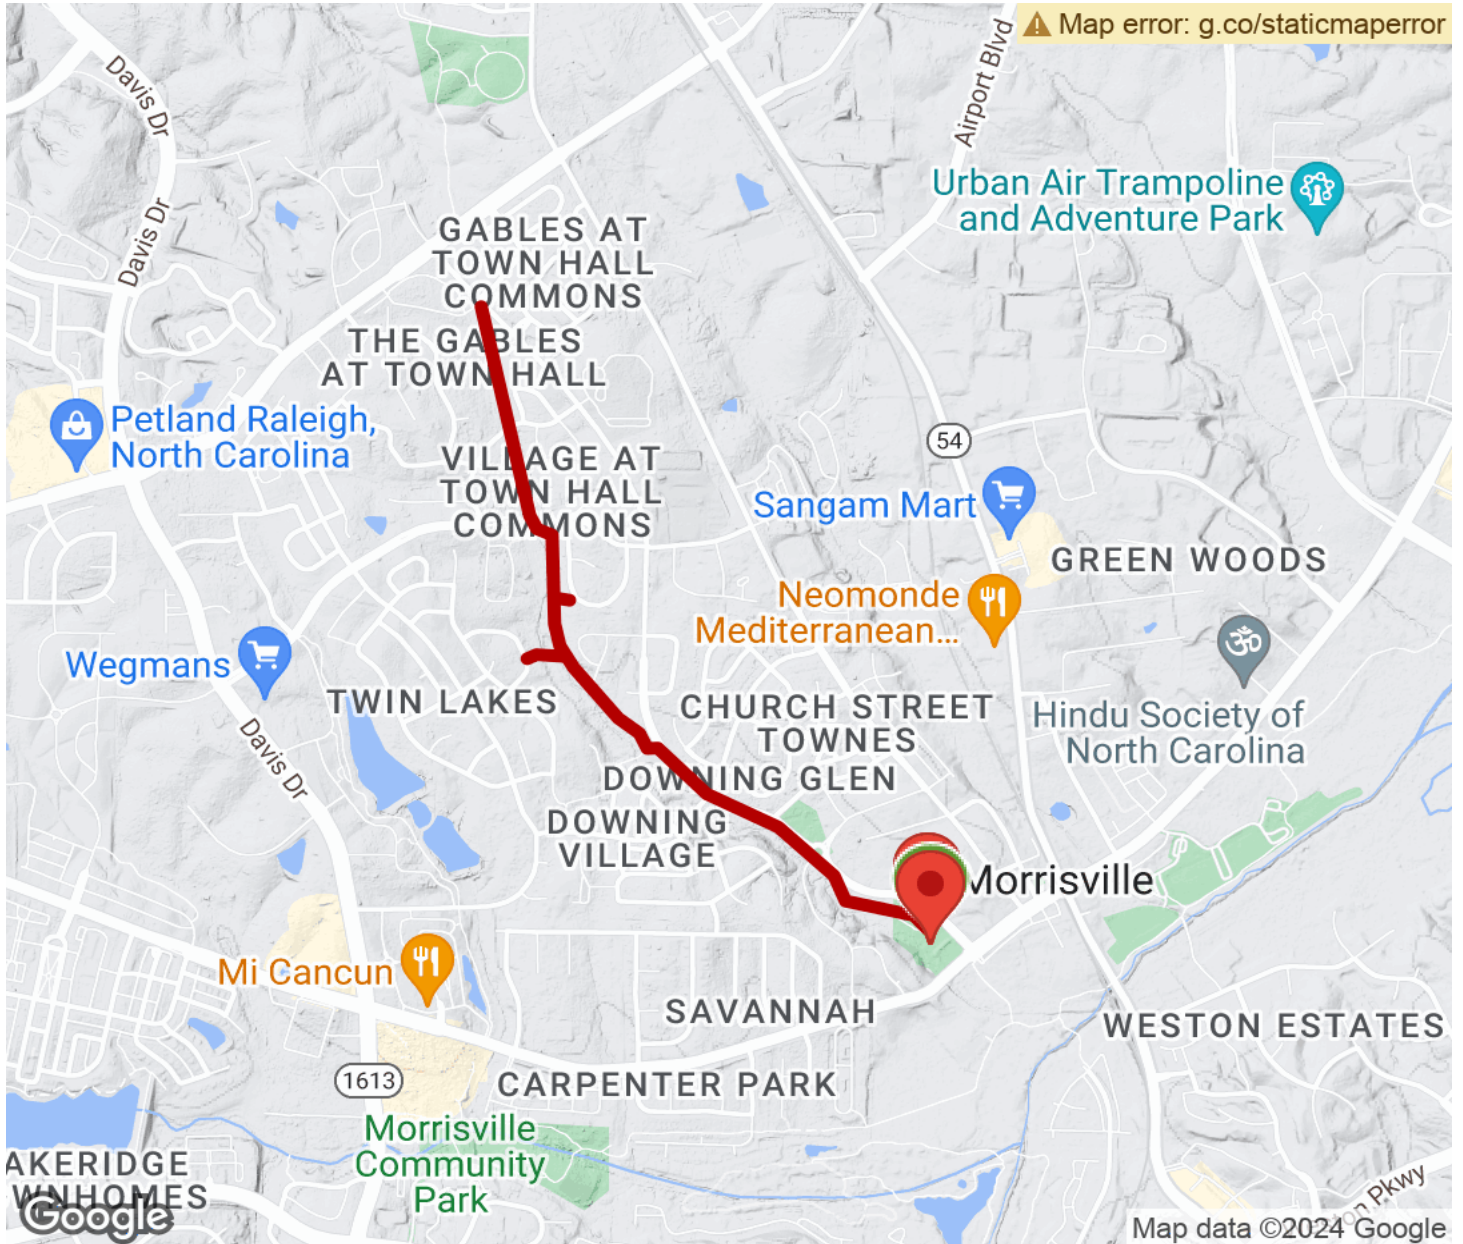 Map error: g.co/staticmaperror
Davis Dr
Airport Blvd
Davis Dr
Urban Air Trampoline
and Adventure Park
GABLES AT
TOWN HALL
COMMONS
THE GABLES
AT TOWN HALL
Petland Raleigh,
North Carolina
54
VILLAGE AT
TOWN HALL
COMMONS
Sangam Mart
GREEN WOODS
Neomonde
Mediterranean...
Wegmans
TWIN LAKES
CHURCH STREET
TOWNES
Hindu Society of
North Carolina
Davis Dr
DOWNING GLEN
DOWNING
VILLAGE
Morrisville
Mi Cancun
SAVANNAH
WESTON ESTATES
1613
CARPENTER PARK
Morrisville
Community
Park
AKERIDGE
WNHOMES
Google
Pkwy
Map data ©2024 Google